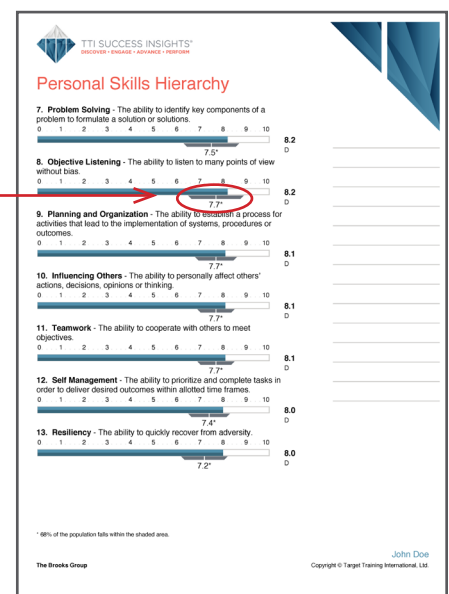 TTI SUCCESS INSIGHTS®
DISCOVER • ENGAGE • ADVANCE • PERFORM
Personal Skills Hierarchy
7. Problem Solving - The ability to identify key components of a
problem to formulate a solution or solutions.
0 . . . 1 . . . 2 . . . 3 . . . 4 . . . 5 . . . 6 . . . 7 . . . 8 . . . 9 . . . 10
8.2
D
7.5*
8. Objective Listening - The ability to listen to many points of view
without bias.
0 . . . 1 . . . 2 . . . 3 . . . 4 . . . 5 . . . 6 . . . 7 . . . 8 . . . 9 . . . 10
8.2
D
7.7*
9. Planning and Organization - The ability to establish a process for
activities that lead to the implementation of systems, procedures or
outcomes.
0 . . . 1 . . . 2 . . . 3 . . . 4 . . . 5 . . . 6 . . . 7 . . . 8 . . . 9 . . . 10
8.1
D
7.7*
10. Influencing Others - The ability to personally affect others'
actions, decisions, opinions or thinking.
0 . . . 1 . . . 2 . . . 3 . . . 4 . . . 5 . . . 6 . . . 7 . . . 8 . . . 9 . . . 10
8.1
D
7.7*
11. Teamwork - The ability to cooperate with others to meet
objectives.
0 . . . 1 . . . 2 . . . 3 . . . 4 . . . 5 . . . 6 . . . 7 . . . 8 . . . 9 . . . 10
8.1
D
7.7*
12. Self Management - The ability to prioritize and complete tasks in
order to deliver desired outcomes within allotted time frames.
0 . . . 1 . . . 2 . . . 3 . . . 4 . . . 5 . . . 6 . . . 7 . . . 8 . . . 9 . . . 10
8.0
D
7.4*
13. Resiliency - The ability to quickly recover from adversity.
0 . . . 1 . . . 2 . . . 3 . . . 4 . . . 5 . . . 6 . . . 7 . . . 8 . . . 9 . . . 10
8.0
D
7.2*
* 68% of the population falls within the shaded area.
John Doe
The Brooks Group
Copyright © Target Training International, Ltd.